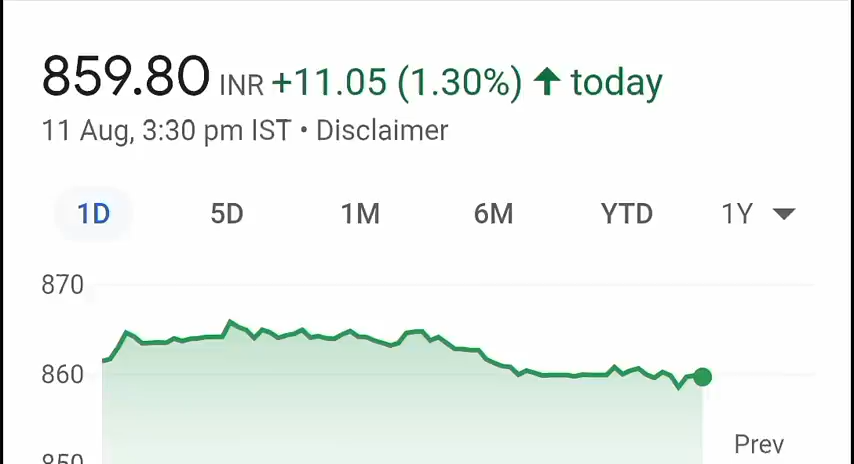 859.80 INR +11.05 (1.30%) ↑ today
11 Aug, 3:30 pm IST • Disclaimer
1D 5D 1M 6M YTD 1Y
870
860
Prev
850